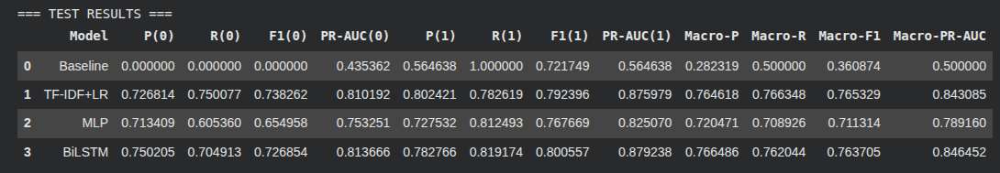 === TEST RESULTS ===
Model P(0) R(0) F1(0) PR-AUC(0) P(1) R(1) F1(1) PR-AUC(1) Macro-P Macro-R Macro-F1 Macro-PR-AUC
0 Baseline 0.000000 0.000000 0.000000 0.435362 0.564638 1.000000 0.721749 0.564638 0.282319 0.500000 0.360874 0.500000
1 TF-IDF+LR 0.726814 0.750077 0.738262 0.810192 0.802421 0.782619 0.792396 0.875979 0.764618 0.766348 0.765329 0.843085
2 MLP 0.713409 0.605360 0.654958 0.753251 0.727532 0.812493 0.767669 0.825070 0.720471 0.708926 0.711314 0.789160
3 BiLSTM 0.750205 0.704913 0.726854 0.813666 0.782766 0.819174 0.800557 0.879238 0.766486 0.762044 0.763705 0.846452